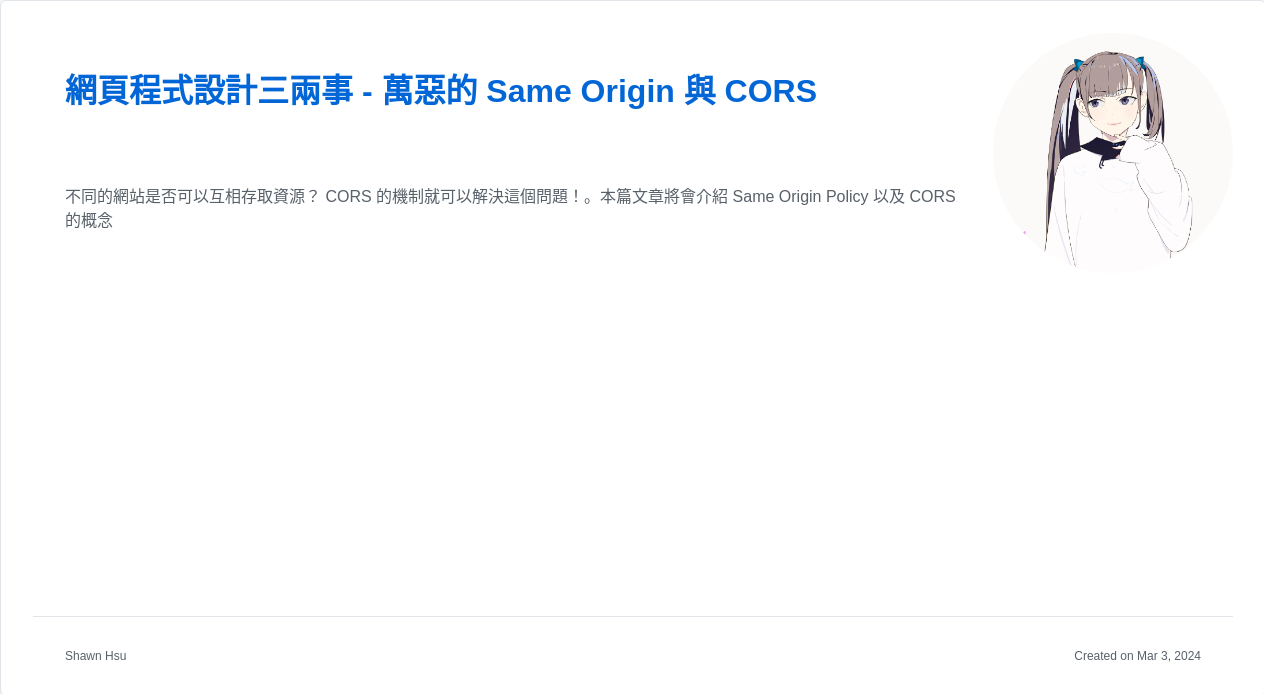 網頁程式設計三兩事 - 萬惡的 Same Origin 與 CORS
不同的網站是否可以互相存取資源？ CORS 的機制就可以解決這個問題！。本篇文章將會介紹 Same Origin Policy 以及 CORS
的概念
Shawn Hsu
Created on Mar 3, 2024